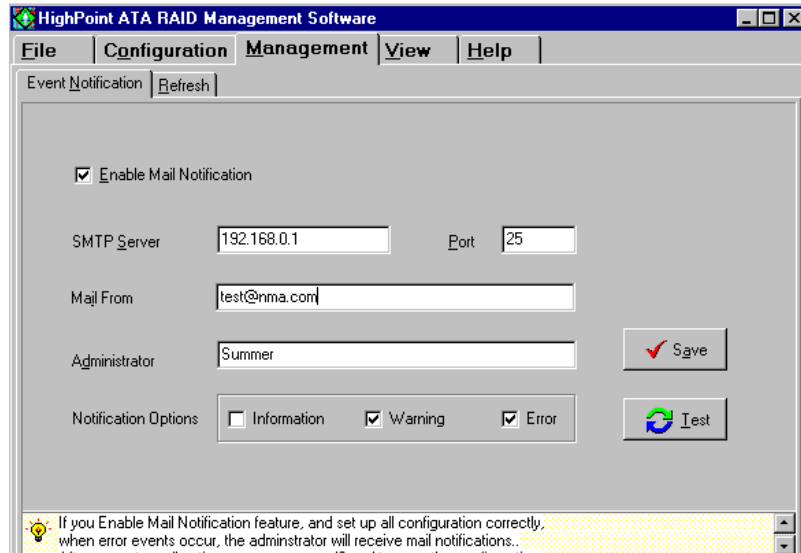 HighPoint ATA RAID Management Software
File Configuration Management View Help
Event Notification Refresh
Enable Mail Notification
SMTP Server 192.168.0.1 Port 25
Mail From test@nma.com
Administrator Summer
Save
Notification Options Information Warning Error
Test
If you Enable Mail Notification feature, and set up all configuration correctly,
when error events occur, the adminstrator will receive mail notifications..